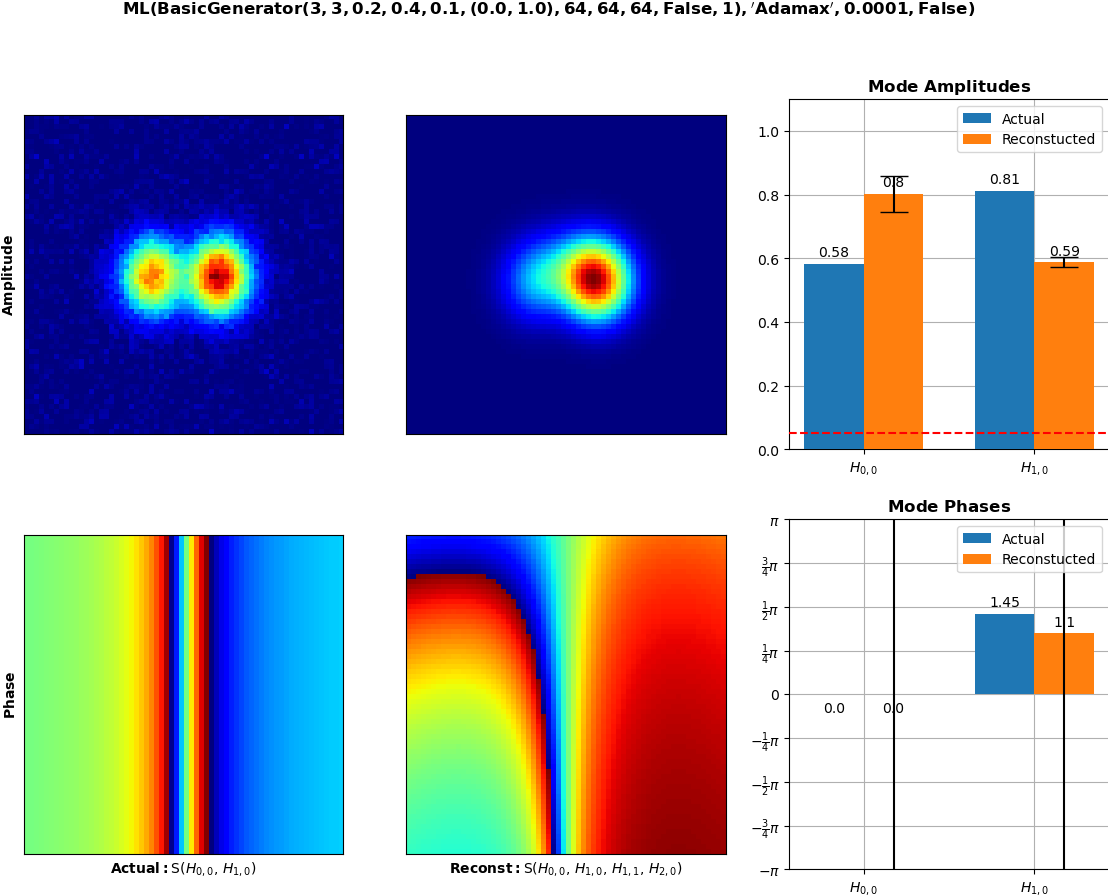 ML(BasicGenerator(3, 3, 0.2, 0.4, 0.1, (0.0, 1.0), 64, 64, 64, False, 1), ′Adamax′, 0.0001, False)
Amplitude
Mode Amplitudes
Actual
Reconstucted
1.0
0.8
0.6
0.4
0.2
0.0
0.58
0.8
0.81
0.59
H0, 0
H1, 0
Phase
Actual: S(H0, 0, H1, 0)
Reconst: S(H0, 0, H1, 0, H1, 1, H2, 0)
Mode Phases
Actual
Reconstucted
π
3/4π
1/2π
1/4π
0
−1/4π
−1/2π
−3/4π
−π
0.0
0.0
1.45
1.1
H0, 0
H1, 0